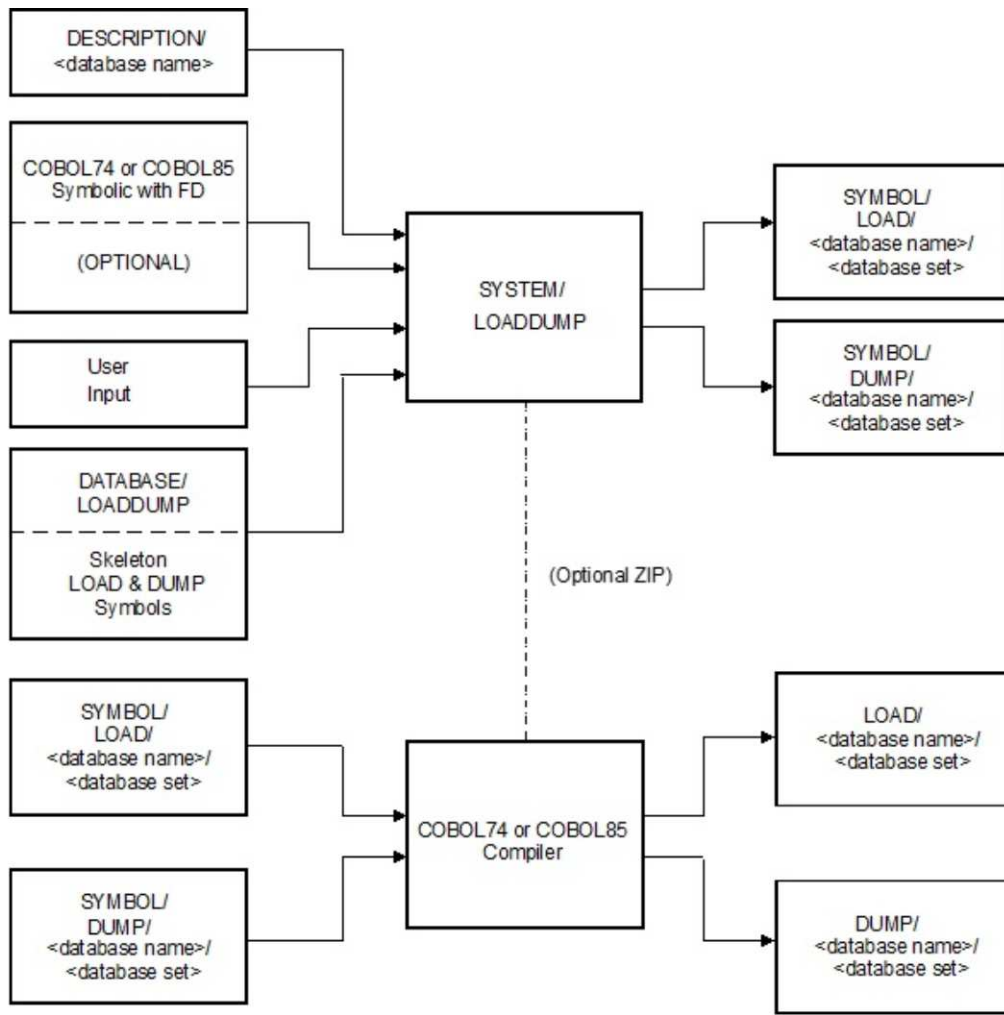 DESCRIPTION/
<database name>
COBOL74 or COBOL85
Symbolic with FD
(OPTIONAL)
User
Input
DATABASE/
LOADDUMP
Skeleton
LOAD & DUMP
Symbols
SYSTEM/
LOADDUMP
SYMBOL/
LOAD/
<database name>/
<database set>
SYMBOL/
DUMP/
<database name>/
<database set>
(Optional ZIP)
SYMBOL/
LOAD/
<database name>/
<database set>
SYMBOL/
DUMP/
<database name>/
<database set>
COBOL74 or COBOL85
Compiler
LOAD/
<database name>/
<database set>
DUMP/
<database name>/
<database set>